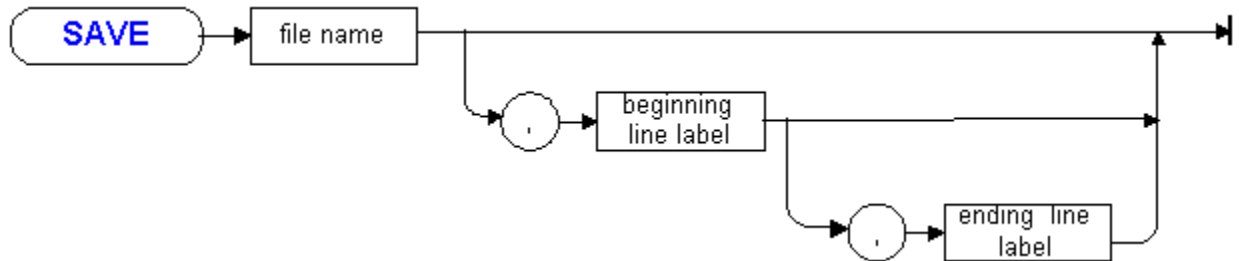 SAVE
file name
,
beginning
line label
,
ending line
label